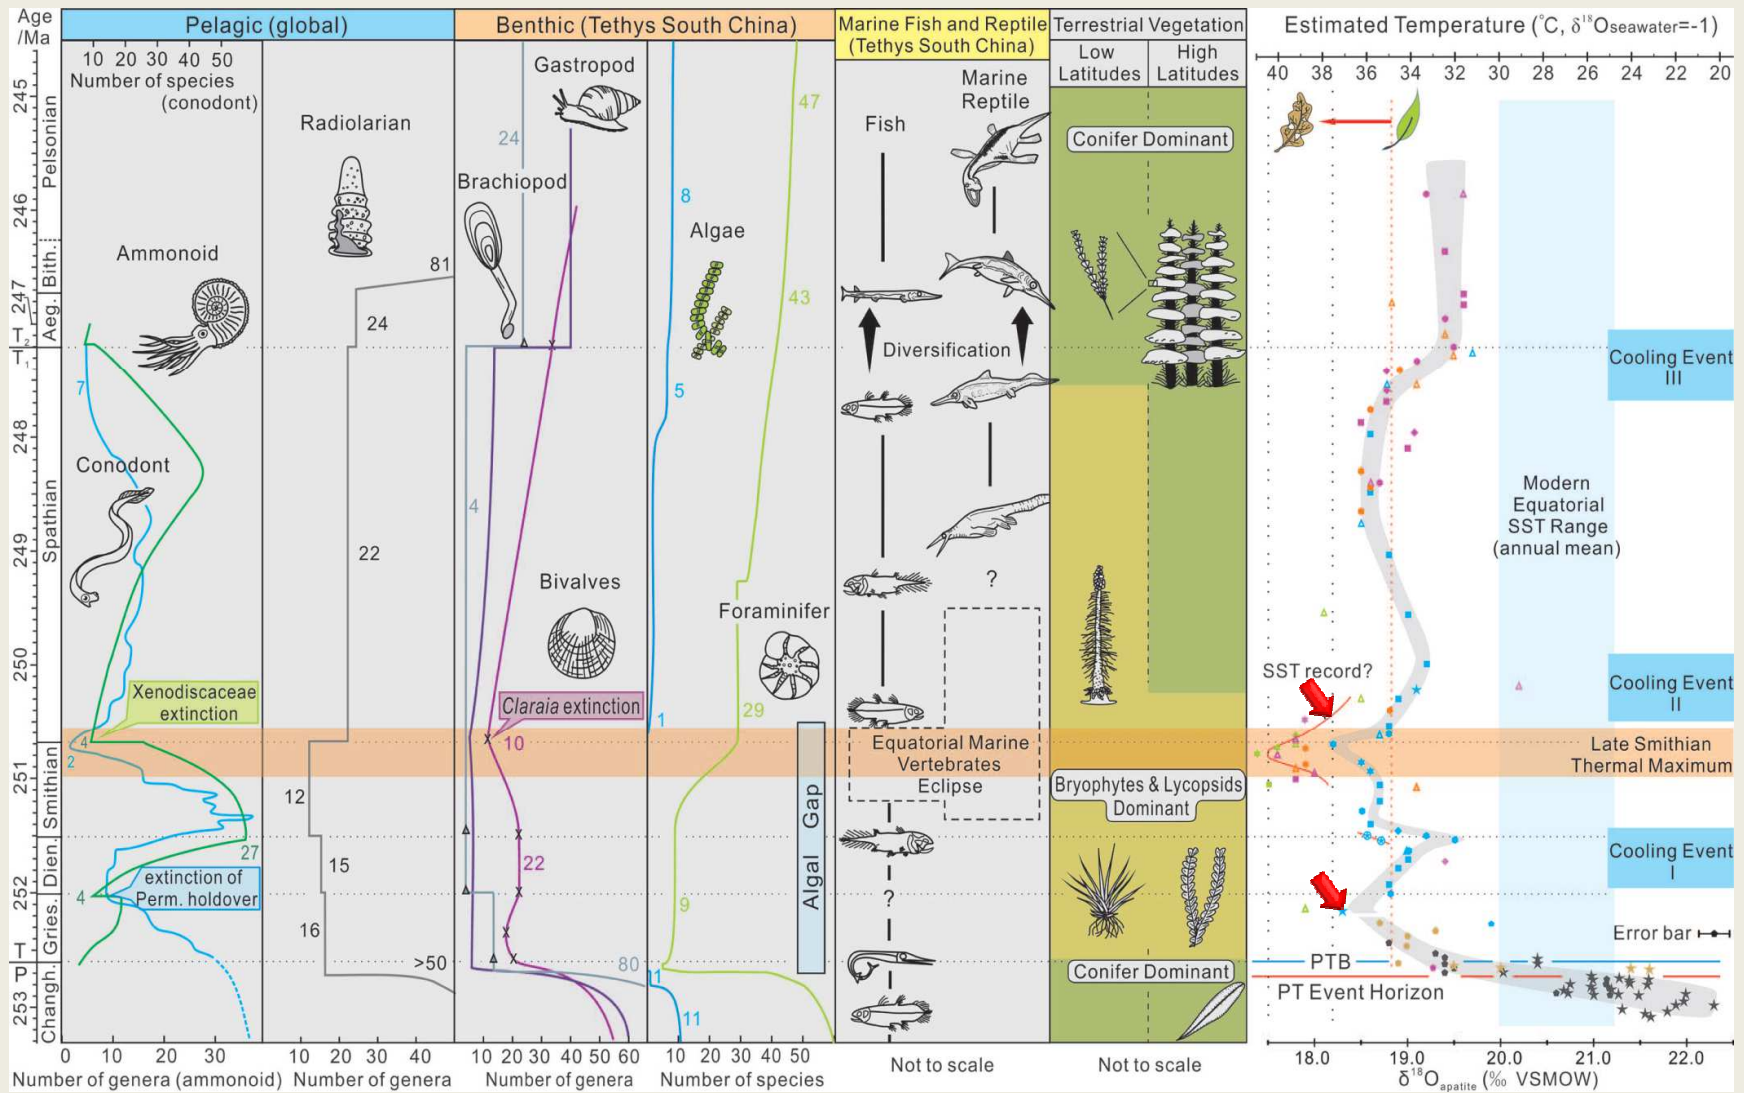 Age
/Ma
Pelagic (global)
Benthic (Tethys South China)
Marine Fish and Reptile
(Tethys South China)
Terrestrial Vegetation
Low
Latitudes
High
Latitudes
Estimated Temperature (°C, δ¹⁸Oseawater=-1)
40 38 36 34 32 30 28 26 24 22 20
10 20 30 40 50
Number of species
(conodont)
Radiolarian
Gastropod
24
47
Fish
Marine
Reptile
Conifer Dominant
Brachiopod
8
Algae
Ammonoid
81
24
43
Diversification
7
5
Conodont
4
22
Bivalves
Foraminifer
?
Modern
Equatorial
SST Range
(annual mean)
Cooling Event
III
Cooling Event
II
SST record?
Xenodiscaceae
extinction
Claraia extinction
29
1
4
2
10
Equatorial Marine
Vertebrates
Eclipse
Late Smithian
Thermal Maximum
Bryophytes & Lycopsids
Dominant
12
Algal Gap
27
15
22
Cooling Event
I
extinction of
Perm. holdover
4
9
?
16
>50
80
1
11
Conifer Dominant
Error bar
PTB
PT Event Horizon
245
246
247
248
249
250
251
252
253
Pelsonian
Bith.
Aeg.
T₂
T₁
Spathian
Smithian
Dien.
Gries.
T
P
Changh.
0 10 20 30
Number of genera (ammonoid)
10 20 30 40
Number of genera
10 20 30 40 50 60
Number of genera
10 20 30 40 50
Number of species
Not to scale
Not to scale
18.0 19.0 20.0 21.0 22.0
δ¹⁸Oapatite (‰ VSMOW)